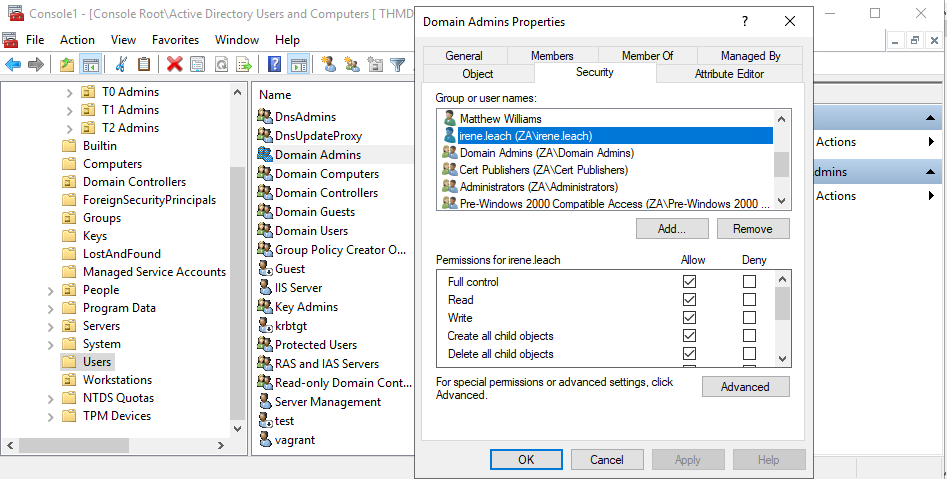 Console1 - [Console Root\Active Directory Users and Computers [ THMD
File Action View Favorites Window Help
T0 Admins
T1 Admins
T2 Admins
Builtin
Computers
Domain Controllers
ForeignSecurityPrincipals
Groups
Keys
LostAndFound
Managed Service Accounts
People
Program Data
Servers
System
Users
Workstations
NTDS Quotas
TPM Devices
Name
DnsAdmins
DnsUpdateProxy
Domain Admins
Domain Computers
Domain Controllers
Domain Guests
Domain Users
Group Policy Creator O...
Guest
IIS Server
Key Admins
krbtgt
Protected Users
RAS and IAS Servers
Read-only Domain Cont...
Server Management
test
vagrant
Domain Admins Properties
?
General Members Member Of Managed By
Object Security Attribute Editor
Group or user names:
Matthew Williams
irene.leach (ZA\irene.leach)
Domain Admins (ZA\Domain Admins)
Cert Publishers (ZA\Cert Publishers)
Administrators (ZA\Administrators)
Pre-Windows 2000 Compatible Access (ZA\Pre-Windows 2000 ...
Add... Remove
Permissions for irene.leach Allow Deny
Full control
Read
Write
Create all child objects
Delete all child objects
For special permissions or advanced settings, click
Advanced.
Advanced
OK Cancel Apply Help
Actions
dmins
Actions